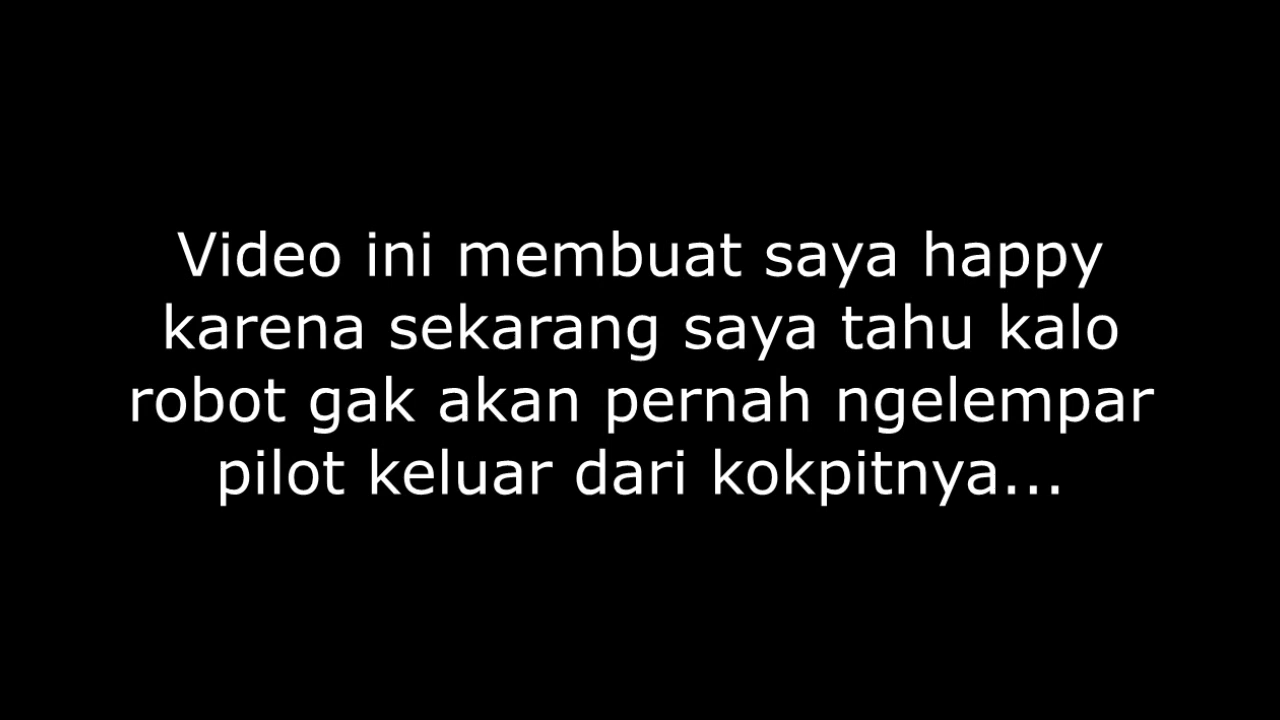 Video ini membuat saya happy
karena sekarang saya tahu kalo
robot gak akan pernah ngelempar
pilot keluar dari kokpitnya...